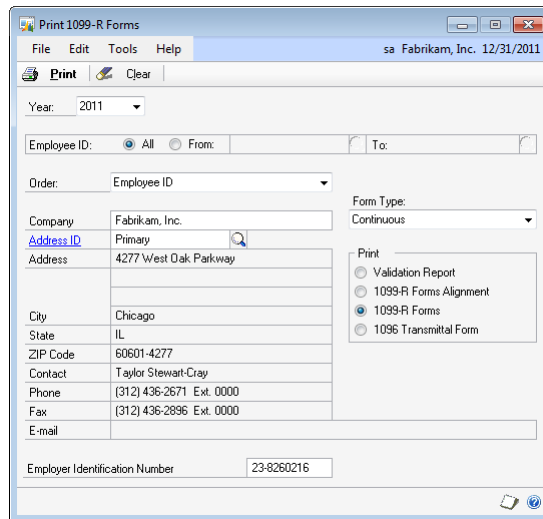 Print 1099-R Forms
File Edit Tools Help sa Fabrikam, Inc. 12/31/2011
Print Clear
Year: 2011
Employee ID: All From: To:
Order: Employee ID
Form Type:
Company Fabrikam, Inc. Continuous
Address ID Primary
Address 4277 West Oak Parkway
Print
Validation Report
1099-R Forms Alignment
1099-R Forms
1096 Transmittal Form
City Chicago
State IL
ZIP Code 60601-4277
Contact Taylor Stewart-Cray
Phone (312) 436-2671 Ext. 0000
Fax (312) 436-2896 Ext. 0000
E-mail
Employer Identification Number 23-8260216